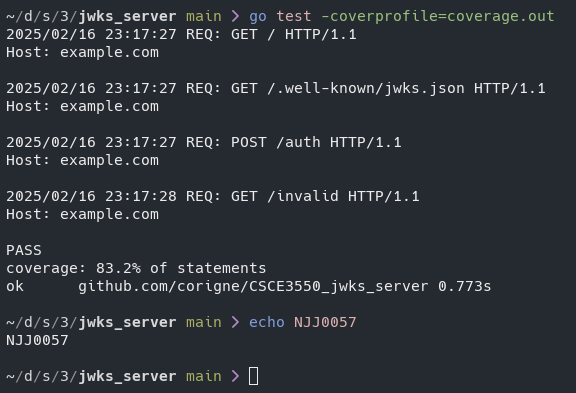 ~/d/s/3/jwks_server main > go test -coverprofile=coverage.out
2025/02/16 23:17:27 REQ: GET / HTTP/1.1
Host: example.com
2025/02/16 23:17:27 REQ: GET /.well-known/jwks.json HTTP/1.1
Host: example.com
2025/02/16 23:17:27 REQ: POST /auth HTTP/1.1
Host: example.com
2025/02/16 23:17:28 REQ: GET /invalid HTTP/1.1
Host: example.com
PASS
coverage: 83.2% of statements
ok      github.com/corigne/CSCE3550_jwks_server 0.773s
~/d/s/3/jwks_server main > echo NJJ0057
NJJ0057
~/d/s/3/jwks_server main >